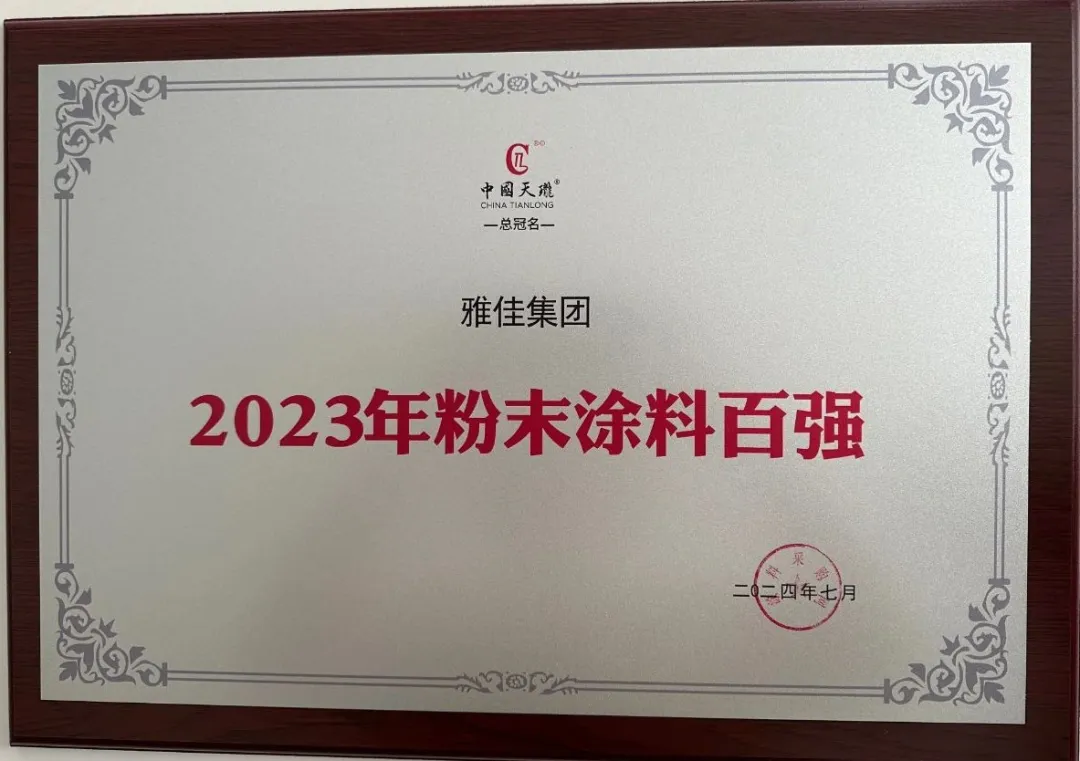 中國天瓏®
CHINA TIANLONG
—总冠名—
雅佳集团
2023年粉末涂料百强
二〇二四年七月